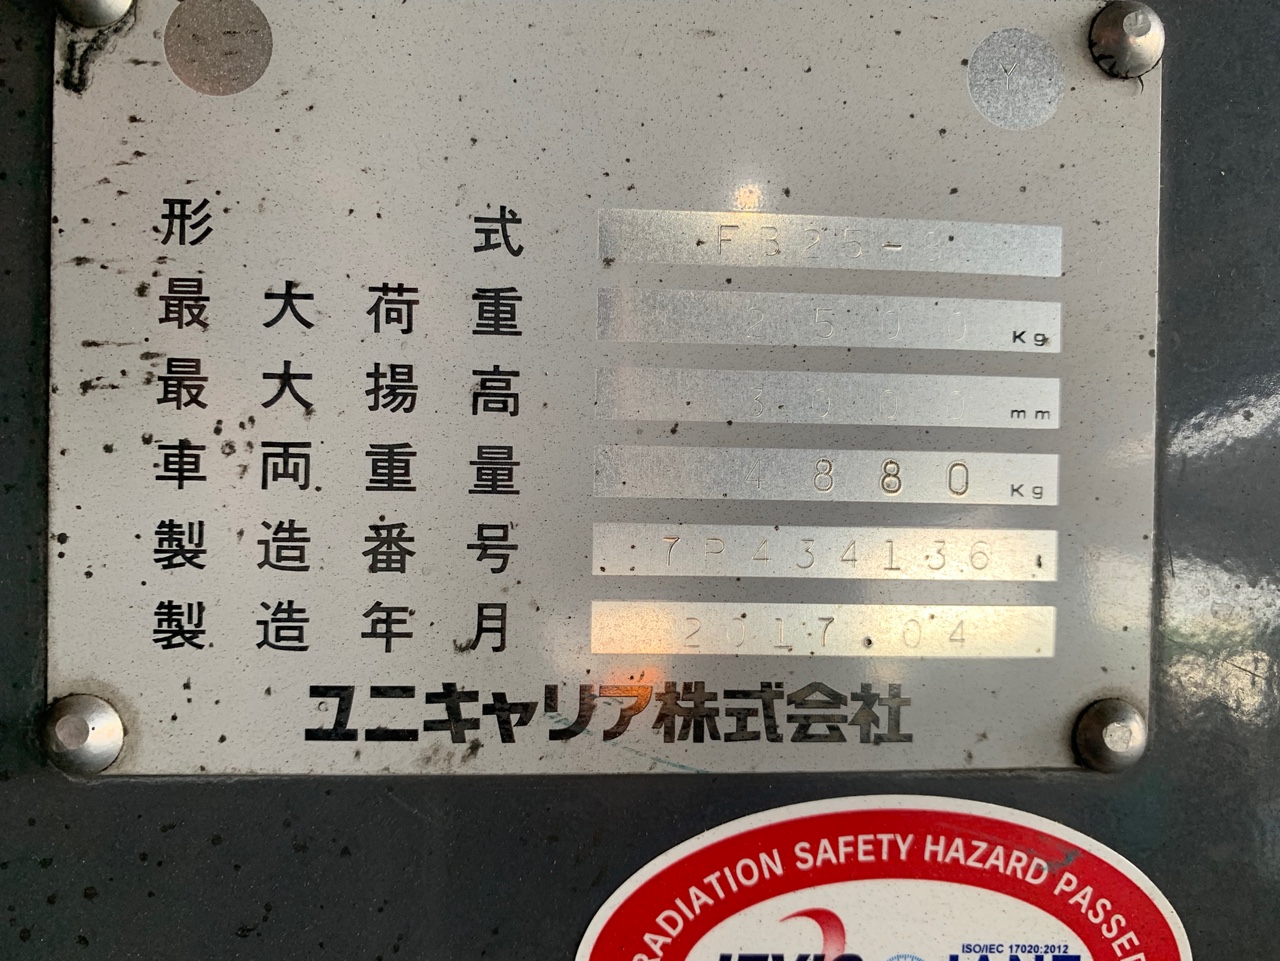 Y
形式 FB25-
最大荷重 2500 Kg
最大揚高 3000 mm
車両重量 4880 Kg
製造番号 7P434136
製造年月 2017.04
ユニキャリア株式会社
RADIATION SAFETY HAZARD PASSED
ISO/IEC 17020:2012
JEVIC JANZ